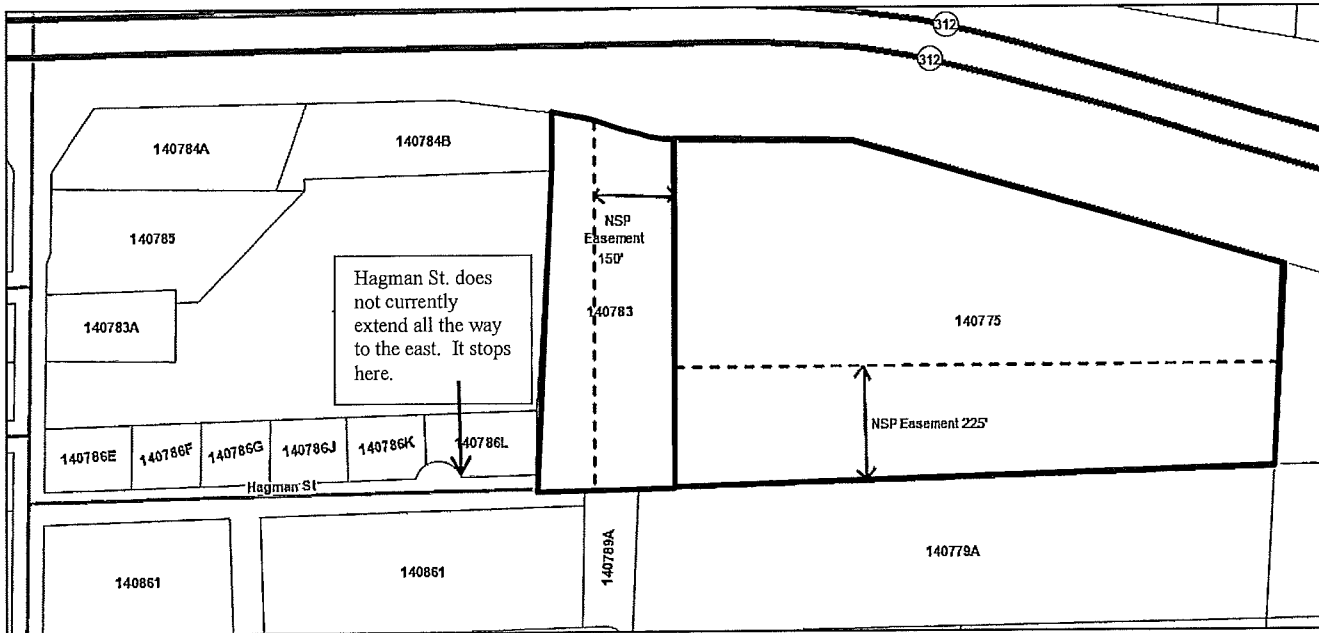 312
312
140784A
140784B
140785
NSP
Easement
150'
140783
140775
140783A
Hagman St. does
not currently
extend all the way
to the east. It stops
here.
NSP Easement 225'
140786E
140786F
140786G
140786J
140786K
140786L
Hagman St
140861
140861
140789A
140779A